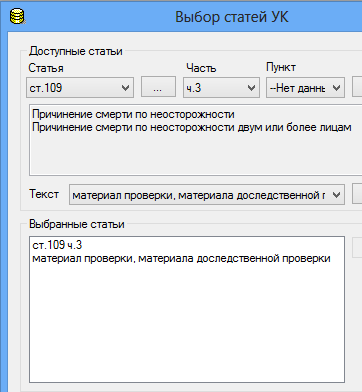 Выбор статей УК
Доступные статьи
Статья Часть Пункт
ст.109 ... ч.3 --Нет данны
Причинение смерти по неосторожности
Причинение смерти по неосторожности двум или более лицам
Текст материал проверки, материала доследственной г
Выбранные статьи
ст.109 ч.3
материал проверки, материала доследственной проверки